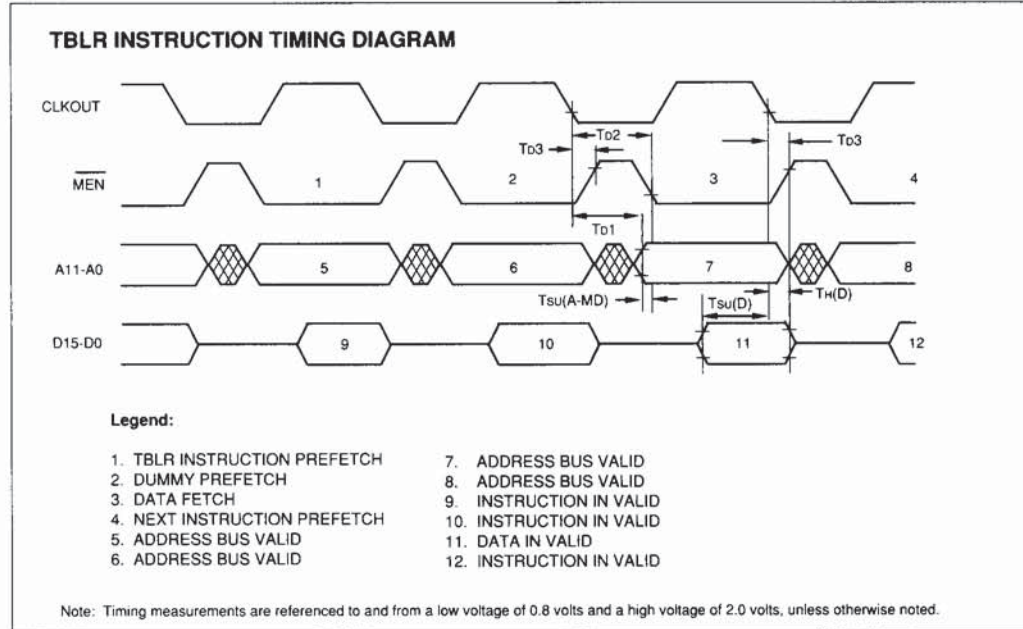 TBLR INSTRUCTION TIMING DIAGRAM
CLKOUT
TD2
TD3
TD3
MEN
1
2
3
4
TD1
A11-A0
5
6
7
8
TSU(A-MD)
TSU(D)
TH(D)
D15-D0
9
10
11
12
Legend:
1. TBLR INSTRUCTION PREFETCH
2. DUMMY PREFETCH
3. DATA FETCH
4. NEXT INSTRUCTION PREFETCH
5. ADDRESS BUS VALID
6. ADDRESS BUS VALID
7. ADDRESS BUS VALID
8. ADDRESS BUS VALID
9. INSTRUCTION IN VALID
10. INSTRUCTION IN VALID
11. DATA IN VALID
12. INSTRUCTION IN VALID
Note: Timing measurements are referenced to and from a low voltage of 0.8 volts and a high voltage of 2.0 volts, unless otherwise noted.